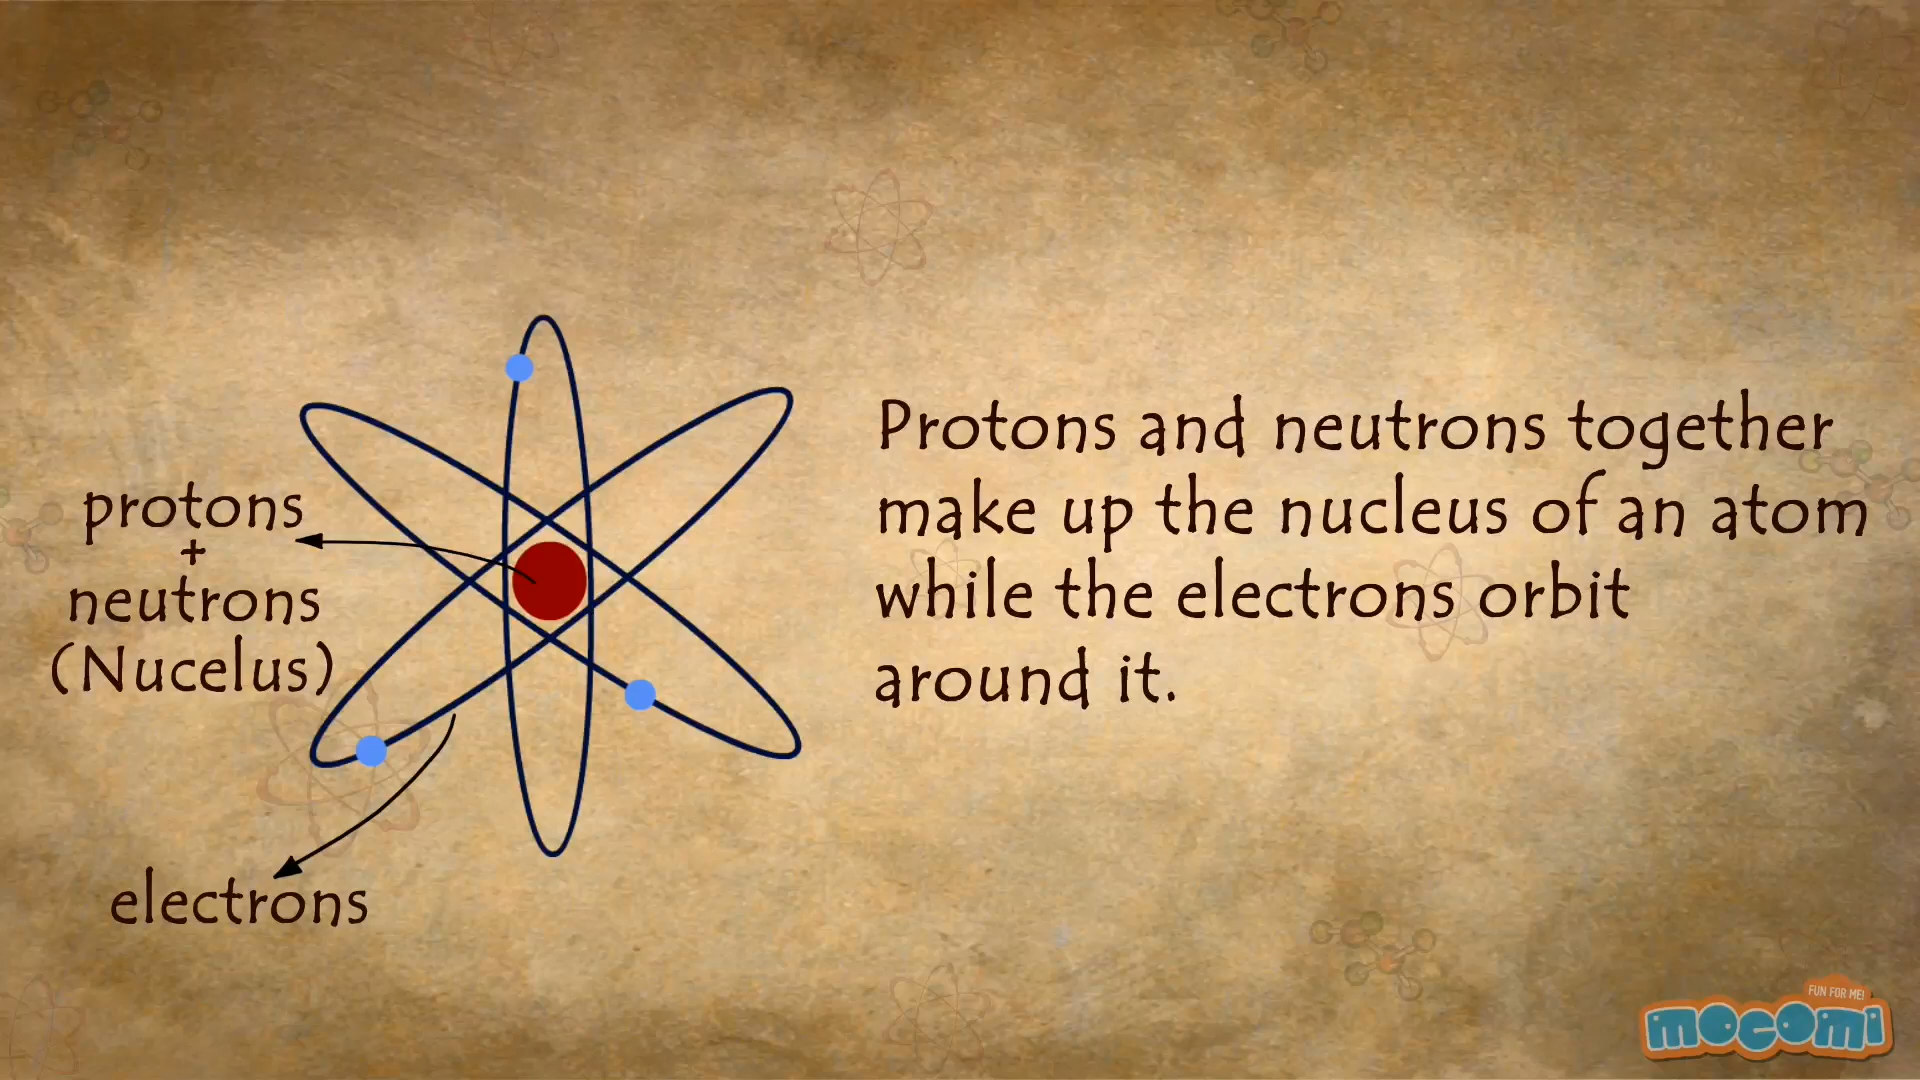 protons
+
neutrons
(Nucelus)
electrons
Protons and neutrons together
make up the nucleus of an atom
while the electrons orbit
around it.
FUN FOR ME!
mocomi